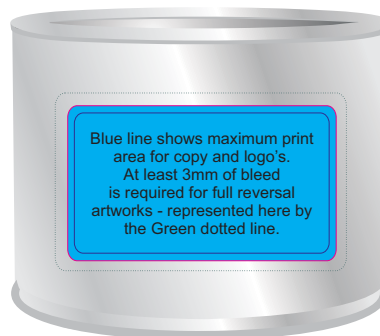 Blue line shows maximum print
area for copy and logo's.
At least 3mm of bleed
is required for full reversal
artworks - represented here by
the Green dotted line.